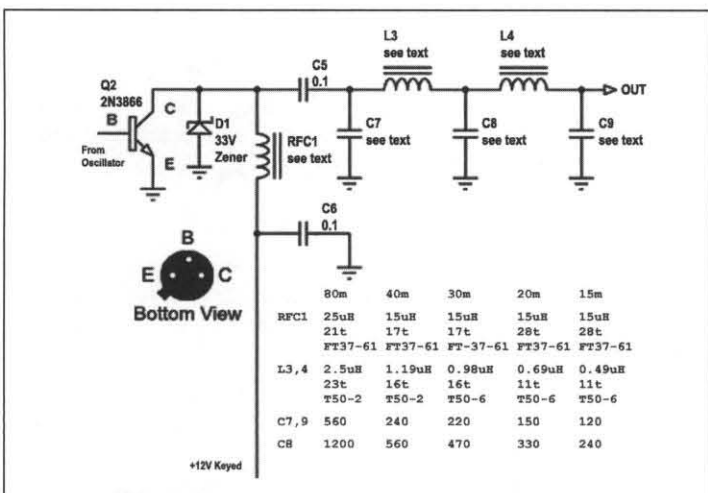 L3
see text
L4
see text
C5
0.1
OUT
Q2
2N3866
C
B
E
From
Oscillator
D1
33V
Zener
RFC1
see text
C7
see text
C8
see text
C9
see text
C6
0.1
B
E C
Bottom View
80m 40m 30m 20m 15m
RFC1 25uH 15uH 15uH 15uH 15uH
21t 17t 17t 28t 28t
FT37-61 FT37-61 FT-37-61 FT37-61 FT37-61
L3,4 2.5uH 1.19uH 0.98uH 0.69uH 0.49uH
23t 16t 16t 11t 11t
T50-2 T50-2 T50-6 T50-6 T50-6
C7,9 560 240 220 150 120
C8 1200 560 470 330 240
+12V Keyed